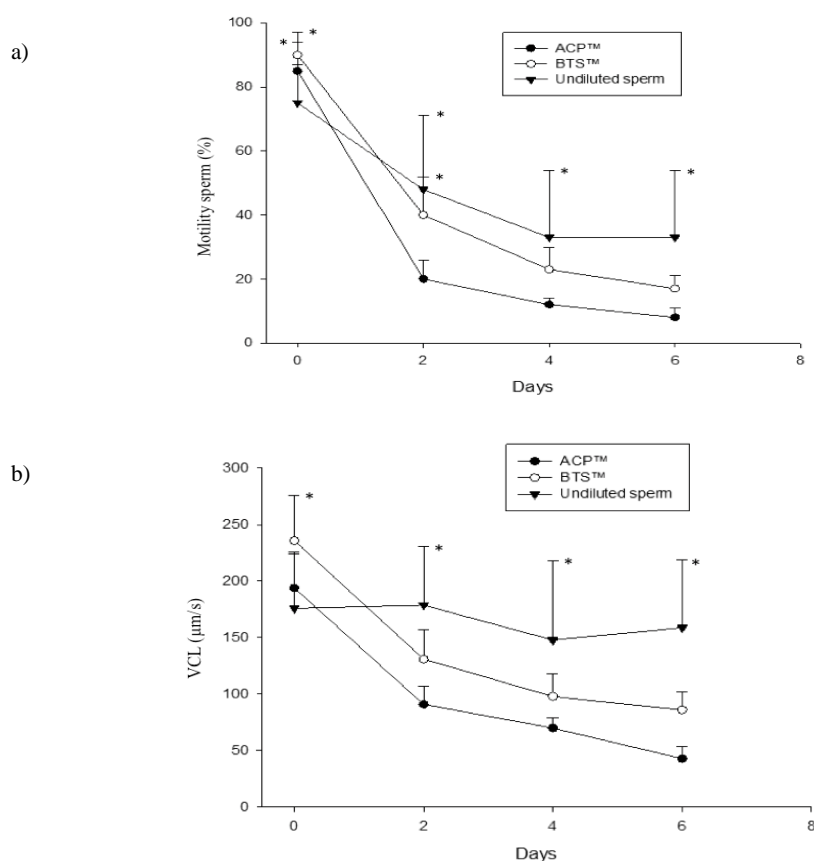 a)
100
80
60
40
20
0
Motility sperm (%)
* *
*
*
*
*
ACP™
BTS™
Undiluted sperm
0 2 4 6 8
Days
b)
300
250
200
150
100
50
0
VCL (µm/s)
*
*
*
*
ACP™
BTS™
Undiluted sperm
0 2 4 6 8
Days